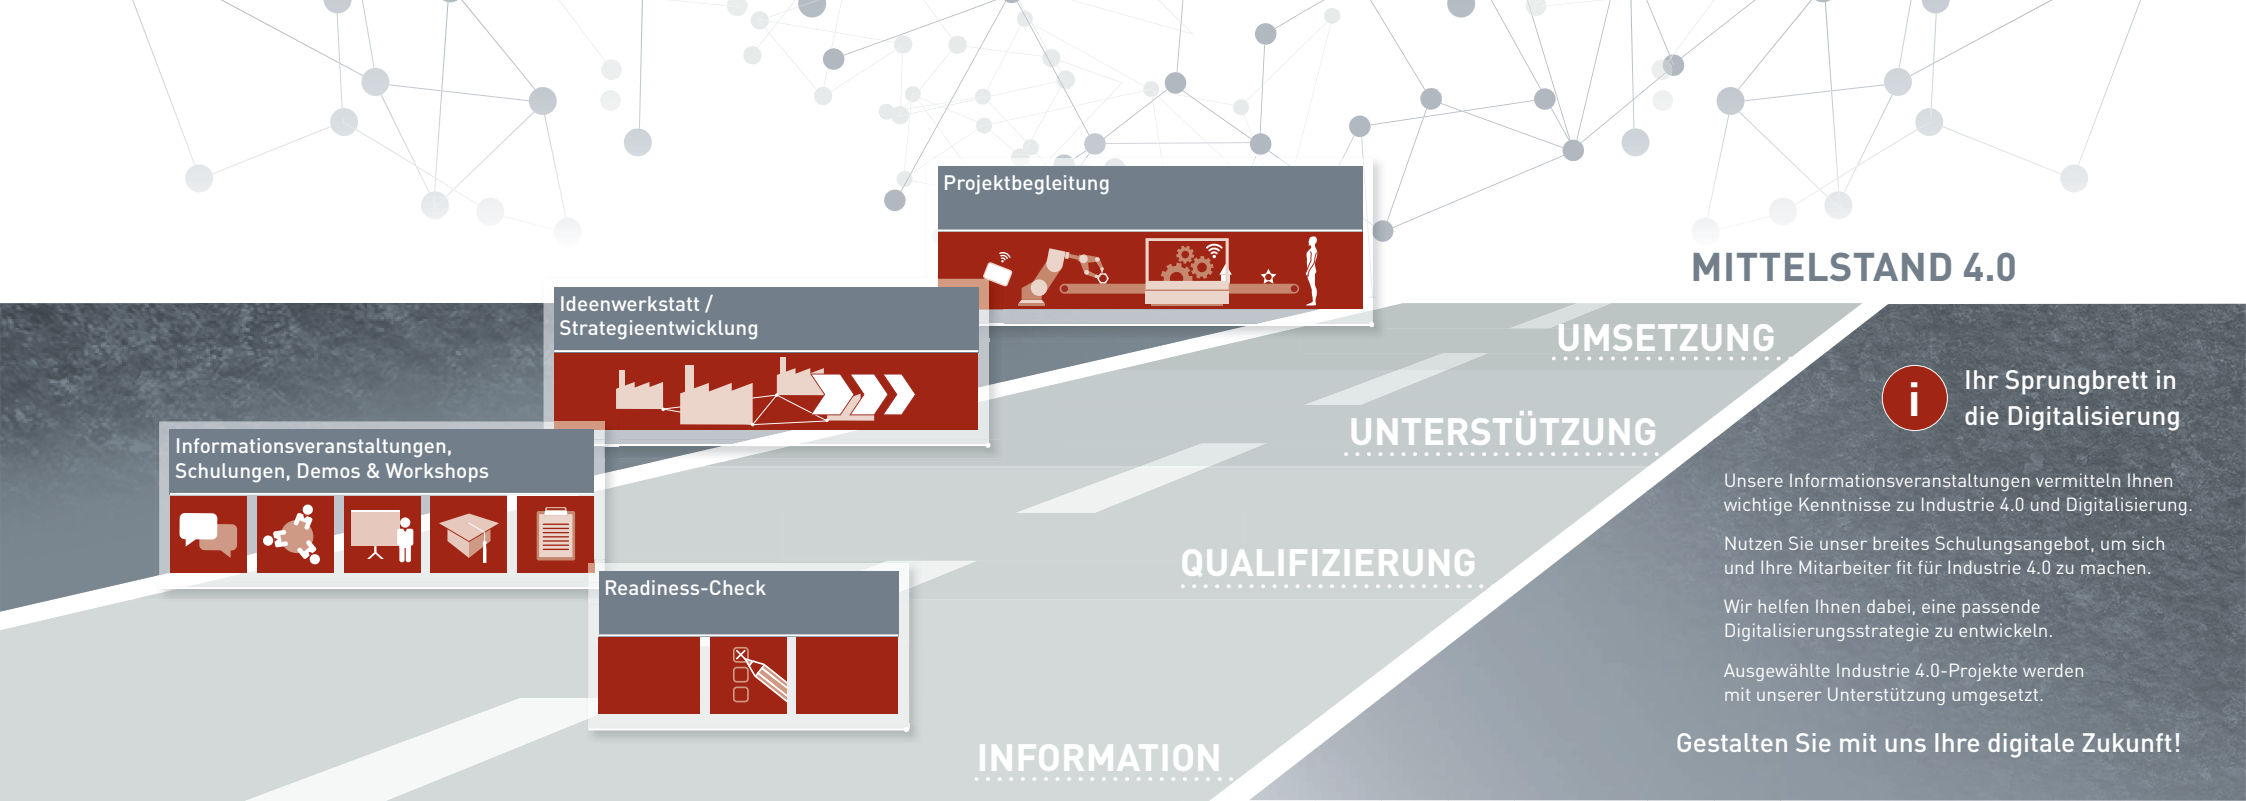 Projektbegleitung
MITTELSTAND 4.0
Ideenwerkstatt /
Strategieentwicklung
UMSETZUNG
Ihr Sprungbrett in
die Digitalisierung
i
UNTERSTÜTZUNG
Informationsveranstaltungen,
Schulungen, Demos & Workshops
Unsere Informationsveranstaltungen vermitteln Ihnen
wichtige Kenntnisse zu Industrie 4.0 und Digitalisierung.
Nutzen Sie unser breites Schulungsangebot, um sich
und Ihre Mitarbeiter fit für Industrie 4.0 zu machen.
QUALIFIZIERUNG
Readiness-Check
Wir helfen Ihnen dabei, eine passende
Digitalisierungsstrategie zu entwickeln.
Ausgewählte Industrie 4.0-Projekte werden
mit unserer Unterstützung umgesetzt.
INFORMATION
Gestalten Sie mit uns Ihre digitale Zukunft!